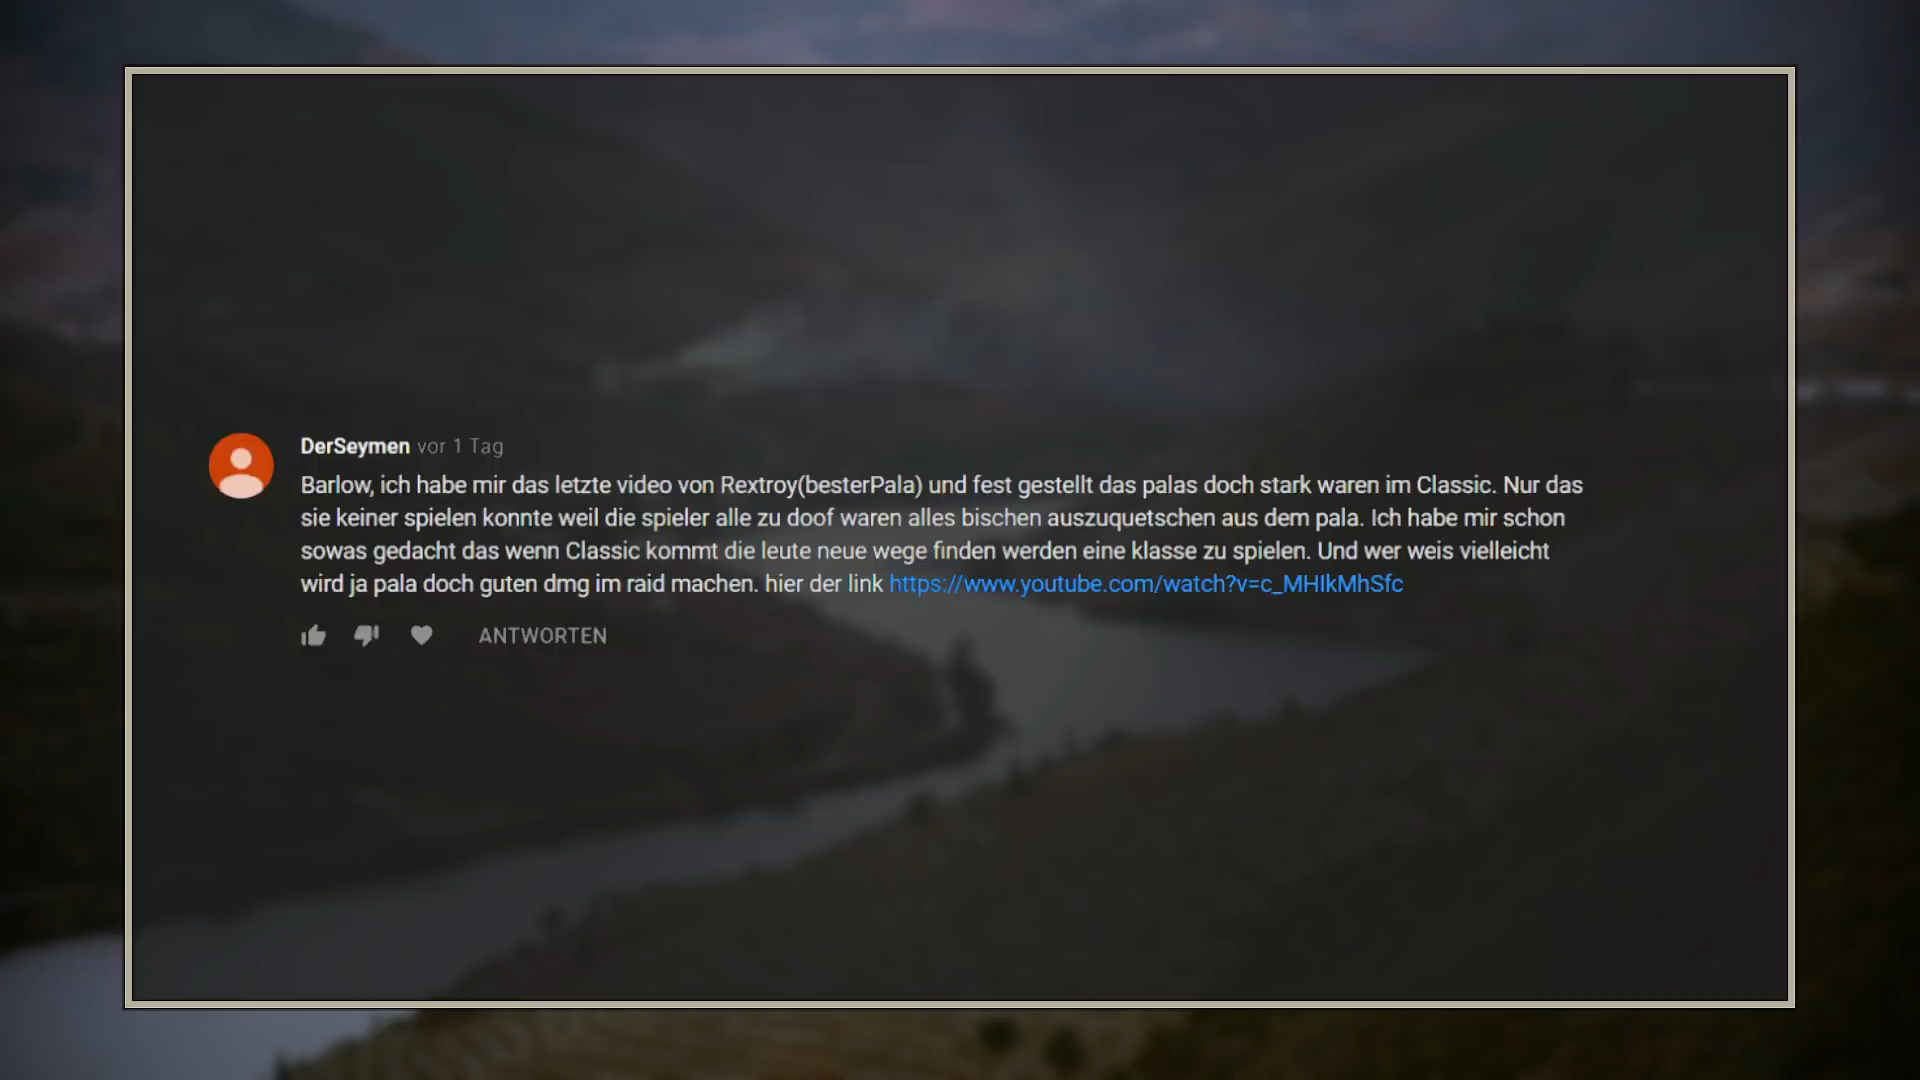 DerSeymen vor 1 Tag
Barlow, ich habe mir das letzte video von Rextroy(besterPala) und fest gestellt das palas doch stark waren im Classic. Nur das
sie keiner spielen konnte weil die spieler alle zu doof waren alles bischen auszuquetschen aus dem pala. Ich habe mir schon
sowas gedacht das wenn Classic kommt die leute neue wege finden werden eine klasse zu spielen. Und wer weis vielleicht
wird ja pala doch guten dmg im raid machen. hier der link https://www.youtube.com/watch?v=c_MHIkMhSfc
ANTWORTEN